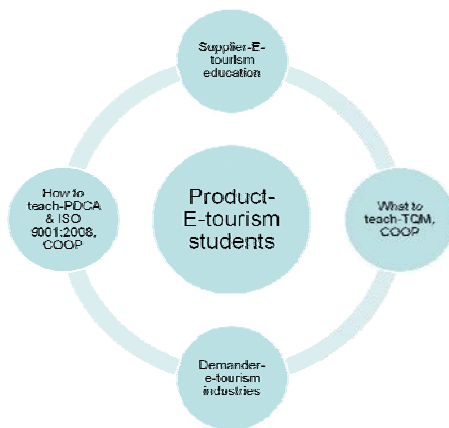 Supplier-E-
tourism
education
How to
teach-PDCA
& ISO
9001:2008,
COOP
Product-
E-tourism
students
What to
teach-TQM,
COOP
Demander-
e-tourism
industries